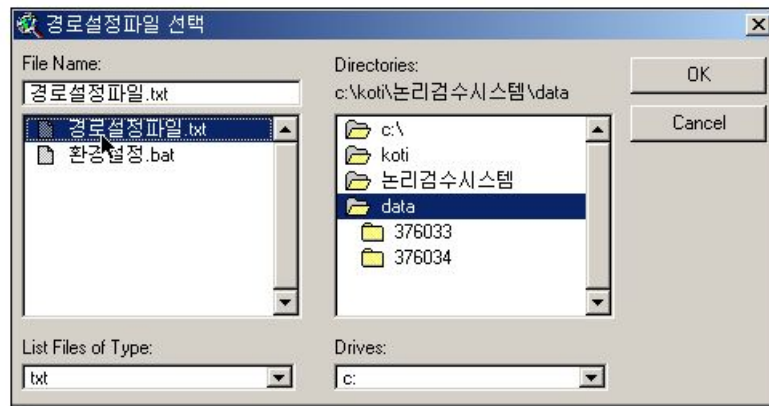 경로설정파일 선택
File Name:
경로설정파일.txt
경로설정파일.txt
환경설정.bat
List Files of Type:
txt
Directories:
c:\koti\논리검수시스템\data
c:\
koti
논리검수시스템
data
376033
376034
Drives:
c:
OK
Cancel